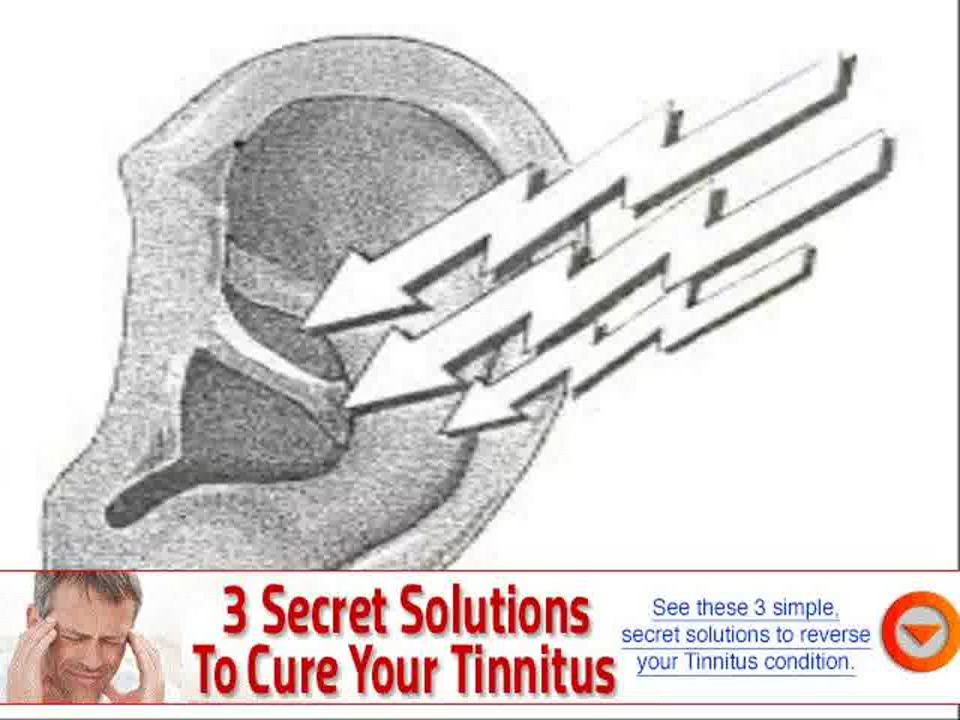 3 Secret Solutions
To Cure Your Tinnitus
See these 3 simple,
secret solutions to reverse
your Tinnitus condition.